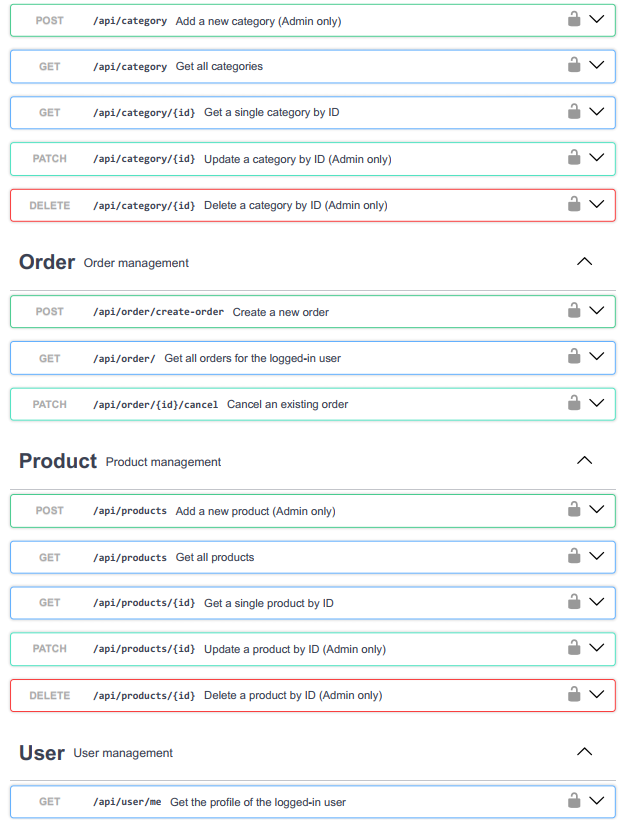 POST /api/category Add a new category (Admin only)
GET /api/category Get all categories
GET /api/category/{id} Get a single category by ID
PATCH /api/category/{id} Update a category by ID (Admin only)
DELETE /api/category/{id} Delete a category by ID (Admin only)
Order Order management
POST /api/order/create-order Create a new order
GET /api/order/ Get all orders for the logged-in user
PATCH /api/order/{id}/cancel Cancel an existing order
Product Product management
POST /api/products Add a new product (Admin only)
GET /api/products Get all products
GET /api/products/{id} Get a single product by ID
PATCH /api/products/{id} Update a product by ID (Admin only)
DELETE /api/products/{id} Delete a product by ID (Admin only)
User User management
GET /api/user/me Get the profile of the logged-in user